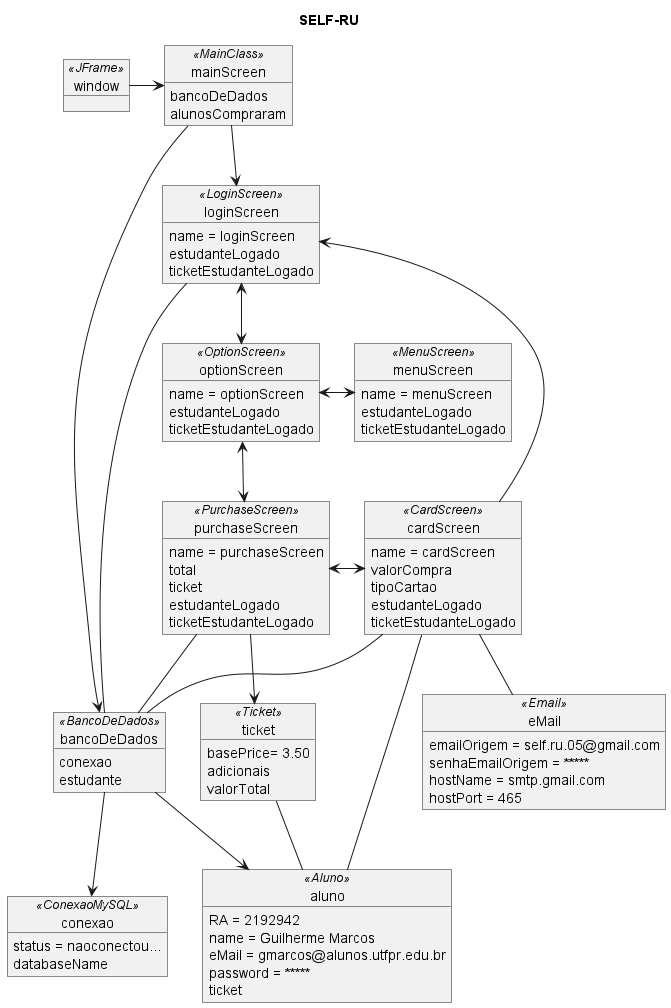 SELF-RU
«MainClass»
mainScreen
bancoDeDados
alunosCompraram
«JFrame»
window
«LoginScreen»
loginScreen
name = loginScreen
estudanteLogado
ticketEstudanteLogado
«OptionScreen»
optionScreen
name = optionScreen
estudanteLogado
ticketEstudanteLogado
«MenuScreen»
menuScreen
name = menuScreen
estudanteLogado
ticketEstudanteLogado
«PurchaseScreen»
purchaseScreen
name = purchaseScreen
total
ticket
estudanteLogado
ticketEstudanteLogado
«CardScreen»
cardScreen
name = cardScreen
valorCompra
tipoCartao
estudanteLogado
ticketEstudanteLogado
«BancoDeDados»
bancoDeDados
conexao
estudante
«Ticket»
ticket
basePrice= 3.50
adicionais
valorTotal
«Email»
eMail
emailOrigem = self.ru.05@gmail.com
senhaEmailOrigem = *****
hostName = smtp.gmail.com
hostPort = 465
«ConexaoMySQL»
conexao
status = naoconectou...
databaseName
«Aluno»
aluno
RA = 2192942
name = Guilherme Marcos
eMail = gmarcos@alunos.utfpr.edu.br
password = *****
ticket